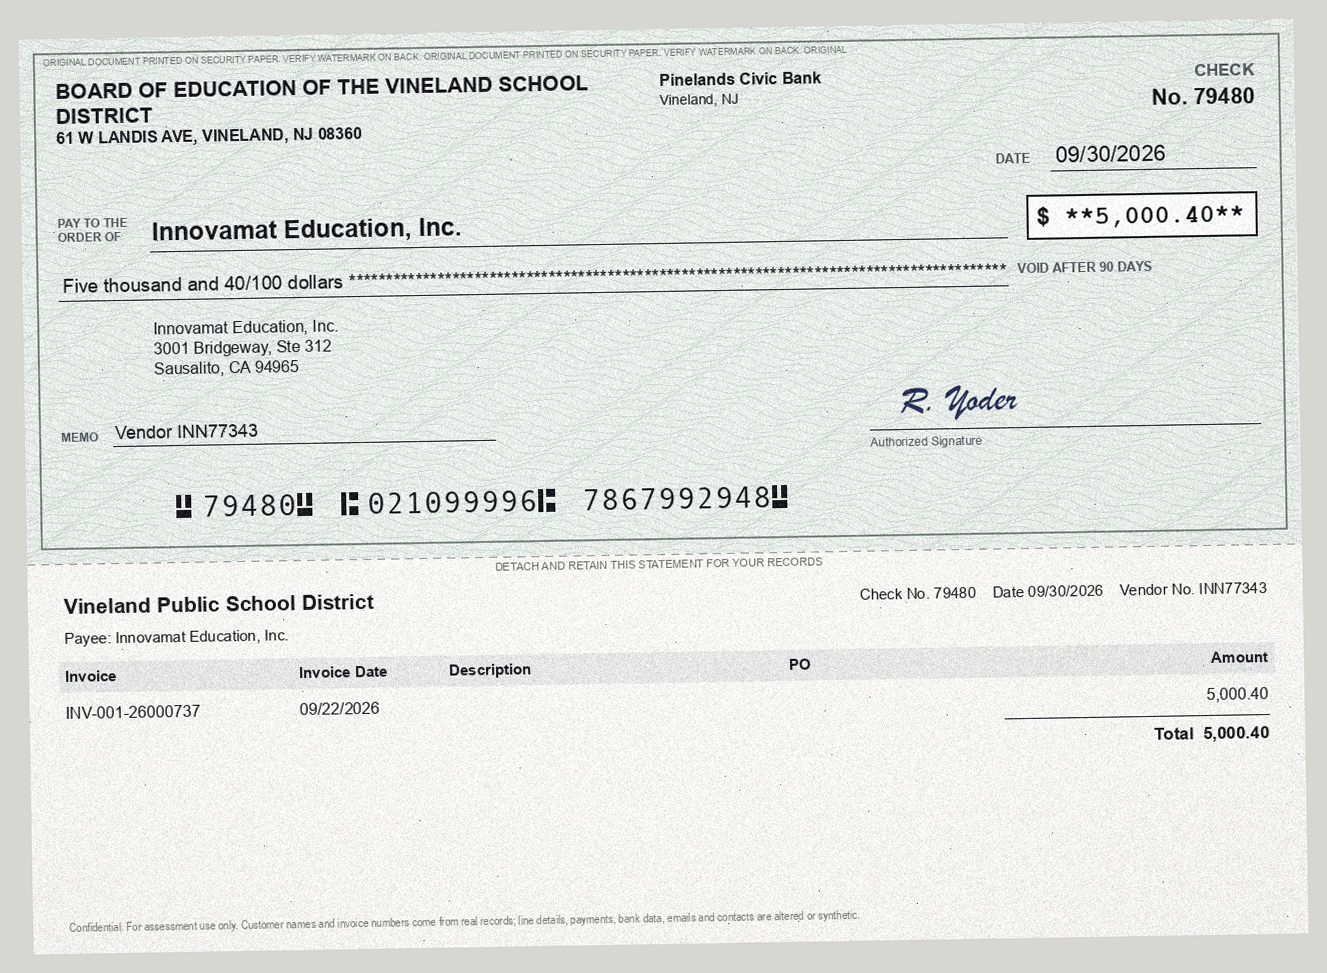 ORIGINAL DOCUMENT PRINTED ON SECURITY PAPER. VERIFY WATERMARK ON BACK. ORIGINAL DOCUMENT PRINTED ON SECURITY PAPER. VERIFY WATERMARK ON BACK. ORIGINAL
BOARD OF EDUCATION OF THE VINELAND SCHOOL
DISTRICT
61 W LANDIS AVE, VINELAND, NJ 08360
Pinelands Civic Bank
Vineland, NJ
CHECK
No. 79480
DATE 09/30/2026
PAY TO THE
ORDER OF
Innovamat Education, Inc.
$ **5,000.40**
Five thousand and 40/100 dollars ****************************************************************************************
VOID AFTER 90 DAYS
Innovamat Education, Inc.
3001 Bridgeway, Ste 312
Sausalito, CA 94965
MEMO Vendor INN77343
R. Yoder
Authorized Signature
⑈ 79480⑈ ⑆021099996⑆ 7867992948⑈
DETACH AND RETAIN THIS STATEMENT FOR YOUR RECORDS
Vineland Public School District
Check No. 79480 Date 09/30/2026 Vendor No. INN77343
Payee: Innovamat Education, Inc.
Invoice Invoice Date Description PO Amount
INV-001-26000737 09/22/2026 5,000.40
Total 5,000.40
Confidential. For assessment use only. Customer names and invoice numbers come from real records; line details, payments, bank data, emails and contacts are altered or synthetic.